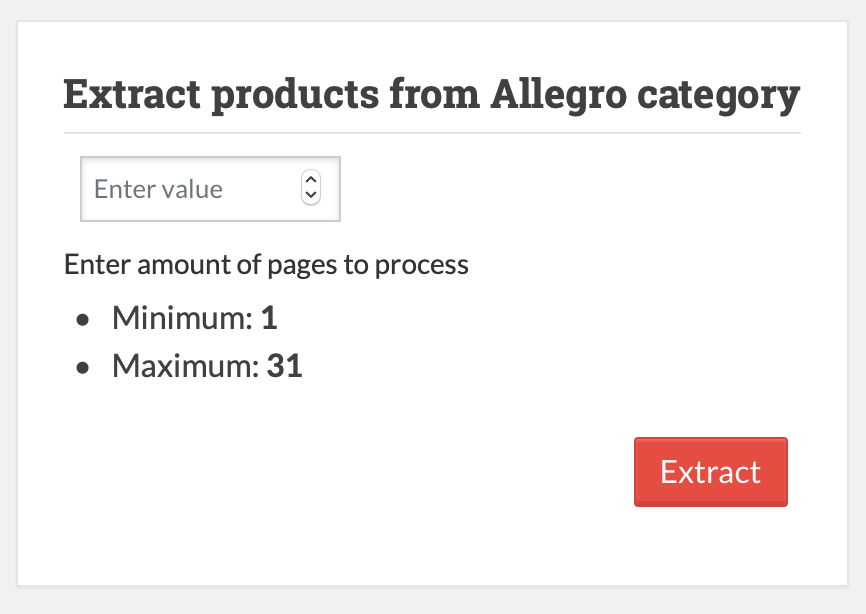 Extract products from Allegro category
Enter value
Enter amount of pages to process
• Minimum: 1
• Maximum: 31
Extract